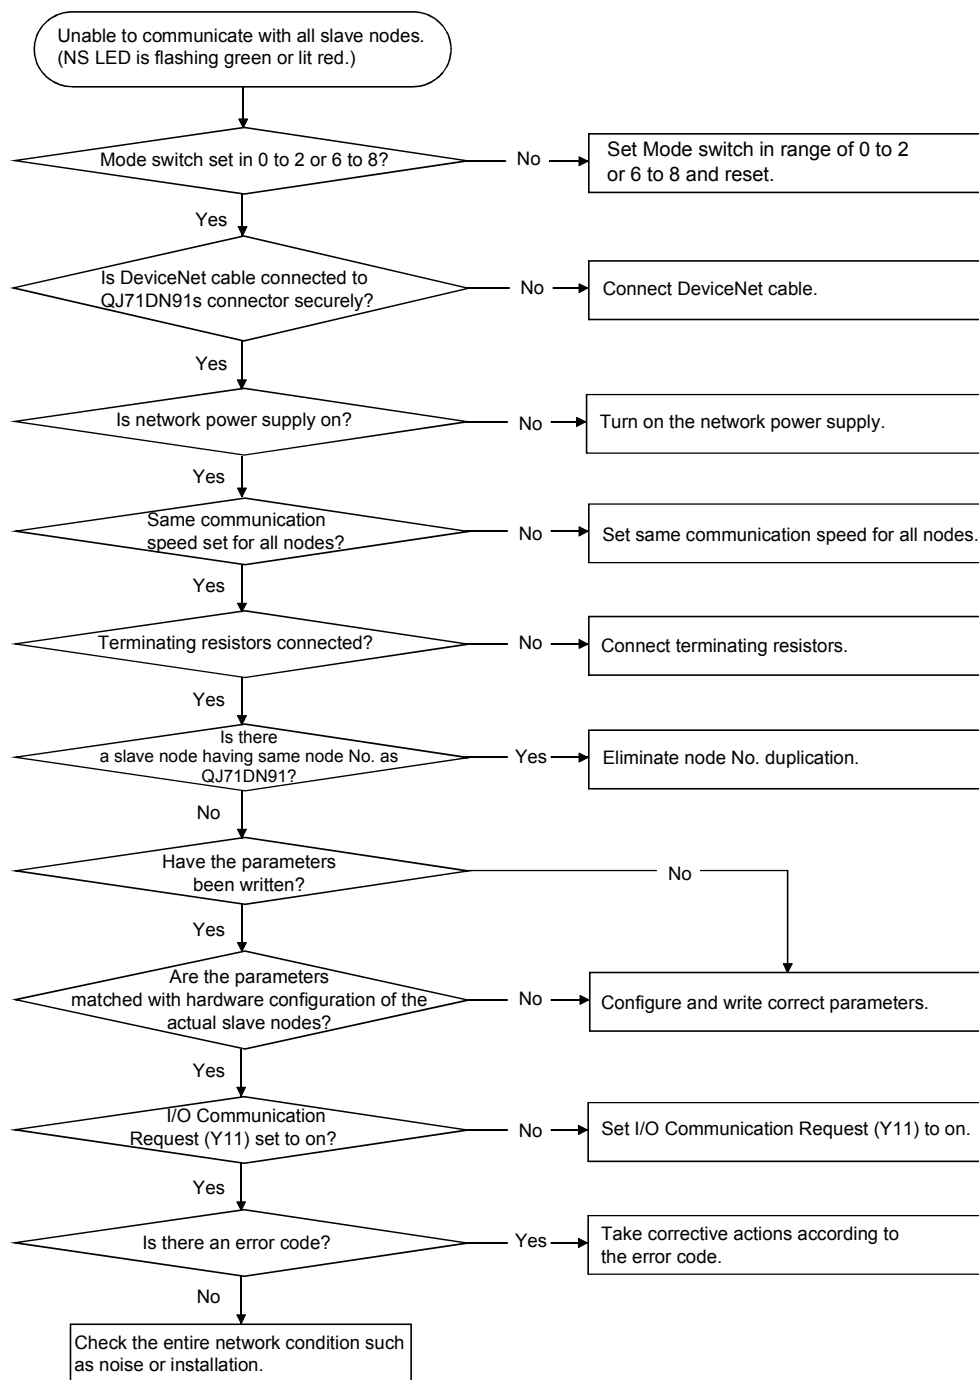 Unable to communicate with all slave nodes.
(NS LED is flashing green or lit red.)
Mode switch set in 0 to 2 or 6 to 8?
No
Set Mode switch in range of 0 to 2
or 6 to 8 and reset.
Yes
Is DeviceNet cable connected to
QJ71DN91s connector securely?
No
Connect DeviceNet cable.
Yes
Is network power supply on?
No
Turn on the network power supply.
Yes
Same communication
speed set for all nodes?
No
Set same communication speed for all nodes.
Yes
Terminating resistors connected?
No
Connect terminating resistors.
Yes
Is there
a slave node having same node No. as
QJ71DN91?
Yes
Eliminate node No. duplication.
No
Have the parameters
been written?
No
Yes
Are the parameters
matched with hardware configuration of the
actual slave nodes?
No
Configure and write correct parameters.
Yes
I/O Communication
Request (Y11) set to on?
No
Set I/O Communication Request (Y11) to on.
Yes
Is there an error code?
Yes
Take corrective actions according to
the error code.
No
Check the entire network condition such
as noise or installation.